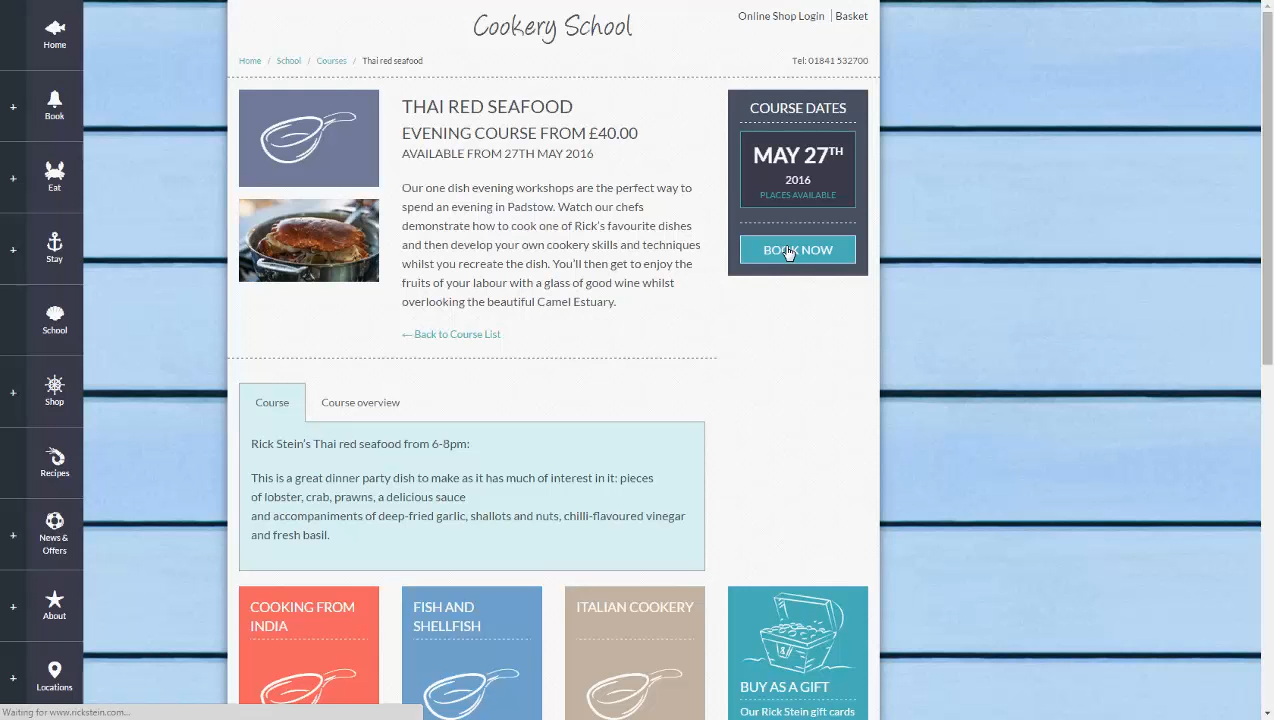 Cookery School
Online Shop Login | Basket
Home / School / Courses / Thai red seafood
Tel: 01841 532700
+ Home
+ Book
+ Eat
+ Stay
School
+ Shop
Recipes
+ News & Offers
+ About
+ Locations
THAI RED SEAFOOD
EVENING COURSE FROM £40.00
AVAILABLE FROM 27TH MAY 2016
Our one dish evening workshops are the perfect way to
spend an evening in Padstow. Watch our chefs
demonstrate how to cook one of Rick's favourite dishes
and then develop your own cookery skills and techniques
whilst you recreate the dish. You'll then get to enjoy the
fruits of your labour with a glass of good wine whilst
overlooking the beautiful Camel Estuary.
← Back to Course List
COURSE DATES
MAY 27TH
2016
PLACES AVAILABLE
BOOK NOW
Course
Course overview
Rick Stein's Thai red seafood from 6-8pm:
This is a great dinner party dish to make as it has much of interest in it: pieces
of lobster, crab, prawns, a delicious sauce
and accompaniments of deep-fried garlic, shallots and nuts, chilli-flavoured vinegar
and fresh basil.
COOKING FROM
INDIA
FISH AND
SHELLFISH
ITALIAN COOKERY
BUY AS A GIFT
Our Rick Stein gift cards
Waiting for www.rickstein.com...